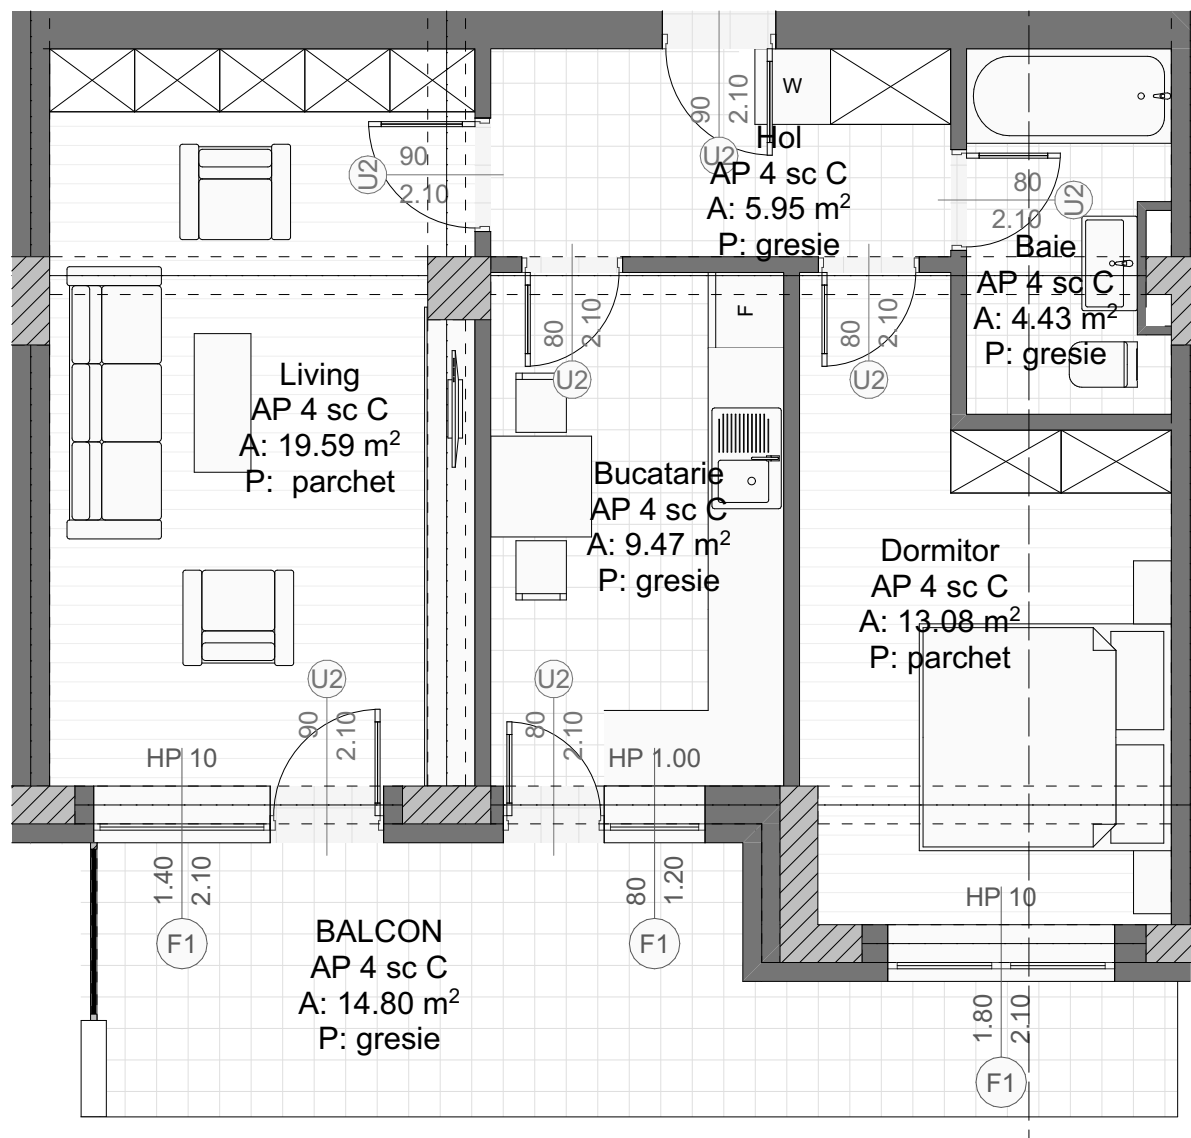 W
90
2.10
U2
Hol
AP 4 sc C
A: 5.95 m²
P: gresie
U2
90
2.10
80
2.10
U2
Baie
AP 4 sc C
A: 4.43 m²
P: gresie
80
2.10
U2
F
80
2.10
U2
Living
AP 4 sc C
A: 19.59 m²
P: parchet
Bucatarie
AP 4 sc C
A: 9.47 m²
P: gresie
Dormitor
AP 4 sc C
A: 13.08 m²
P: parchet
U2
90
2.10
U2
80
2.10
HP 10
HP 1.00
1.40
2.10
F1
80
1.20
F1
HP 10
BALCON
AP 4 sc C
A: 14.80 m²
P: gresie
1.80
2.10
F1